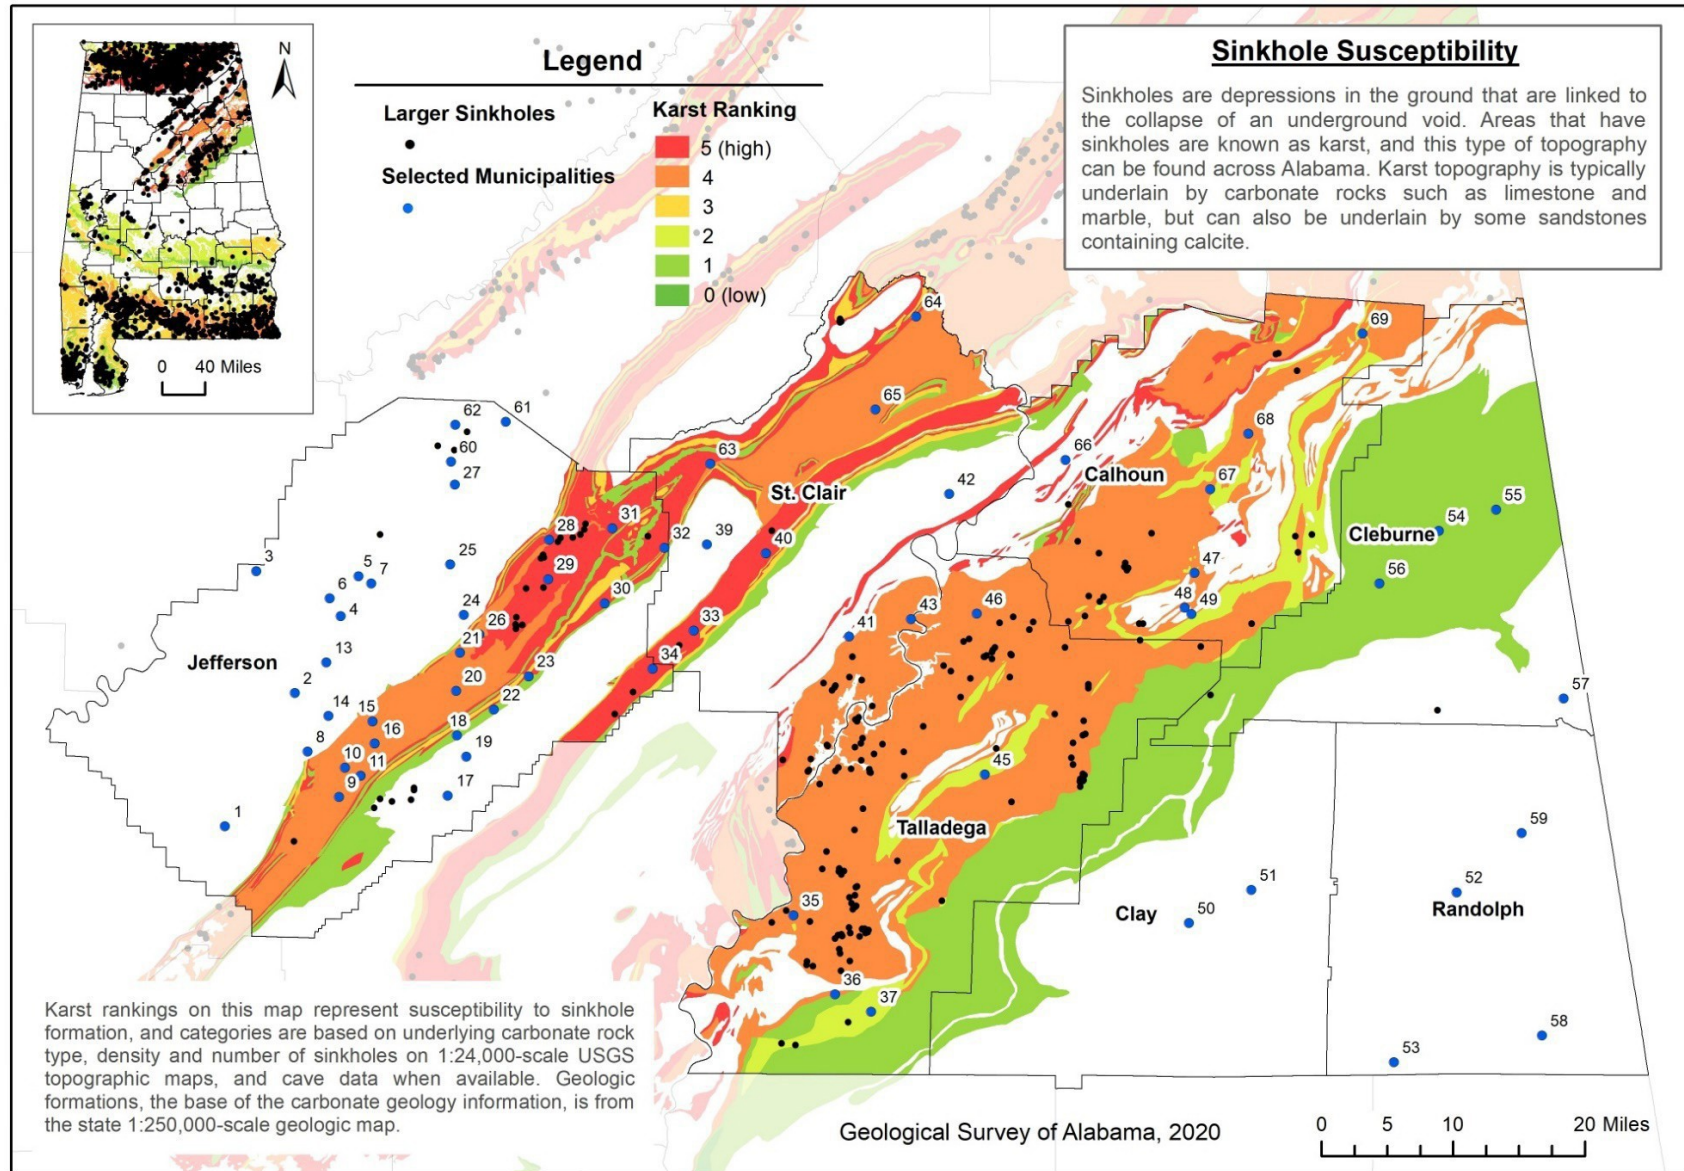 N
0 40 Miles
Legend
Larger Sinkholes
Selected Municipalities
Karst Ranking
5 (high)
4
3
2
1
0 (low)
Sinkhole Susceptibility
Sinkholes are depressions in the ground that are linked to
the collapse of an underground void. Areas that have
sinkholes are known as karst, and this type of topography
can be found across Alabama. Karst topography is typically
underlain by carbonate rocks such as limestone and
marble, but can also be underlain by some sandstones
containing calcite.
64
69
65
62
61
60
27
68
63
66
St. Clair
42
Calhoun
67
55
54
Cleburne
31
28
39
32
40
3
5
7
6
25
29
47
56
4
24
30
48
49
43
46
26
33
41
Jefferson
13
21
34
23
2
20
57
14
15
22
18
16
19
8
10
11
45
9
17
1
Talladega
59
51
52
35
Clay
50
Randolph
36
37
58
53
Karst rankings on this map represent susceptibility to sinkhole
formation, and categories are based on underlying carbonate rock
type, density and number of sinkholes on 1:24,000-scale USGS
topographic maps, and cave data when available. Geologic
formations, the base of the carbonate geology information, is from
the state 1:250,000-scale geologic map.
Geological Survey of Alabama, 2020
0 5 10 20 Miles